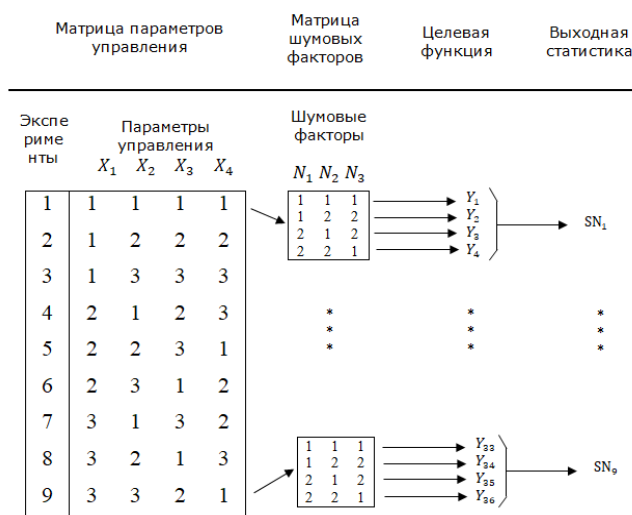 Матрица параметров
управления
Матрица
шумовых
факторов
Целевая
функция
Выходная
статистика
Экспе
риме
нты
Параметры
управления
X₁ X₂ X₃ X₄
Шумовые
факторы
N₁ N₂ N₃
1 1 1 1 1
2 1 2 2 2
3 1 3 3 3
4 2 1 2 3
5 2 2 3 1
6 2 3 1 2
7 3 1 3 2
8 3 2 1 3
9 3 3 2 1
1 1 1 Y₁
1 2 2 Y₂
2 1 2 Y₃
2 2 1 Y₄
SN₁
* * *
* * *
* * *
1 1 1 Y₃₃
1 2 2 Y₃₄
2 1 2 Y₃₅
2 2 1 Y₃₆
SN₉